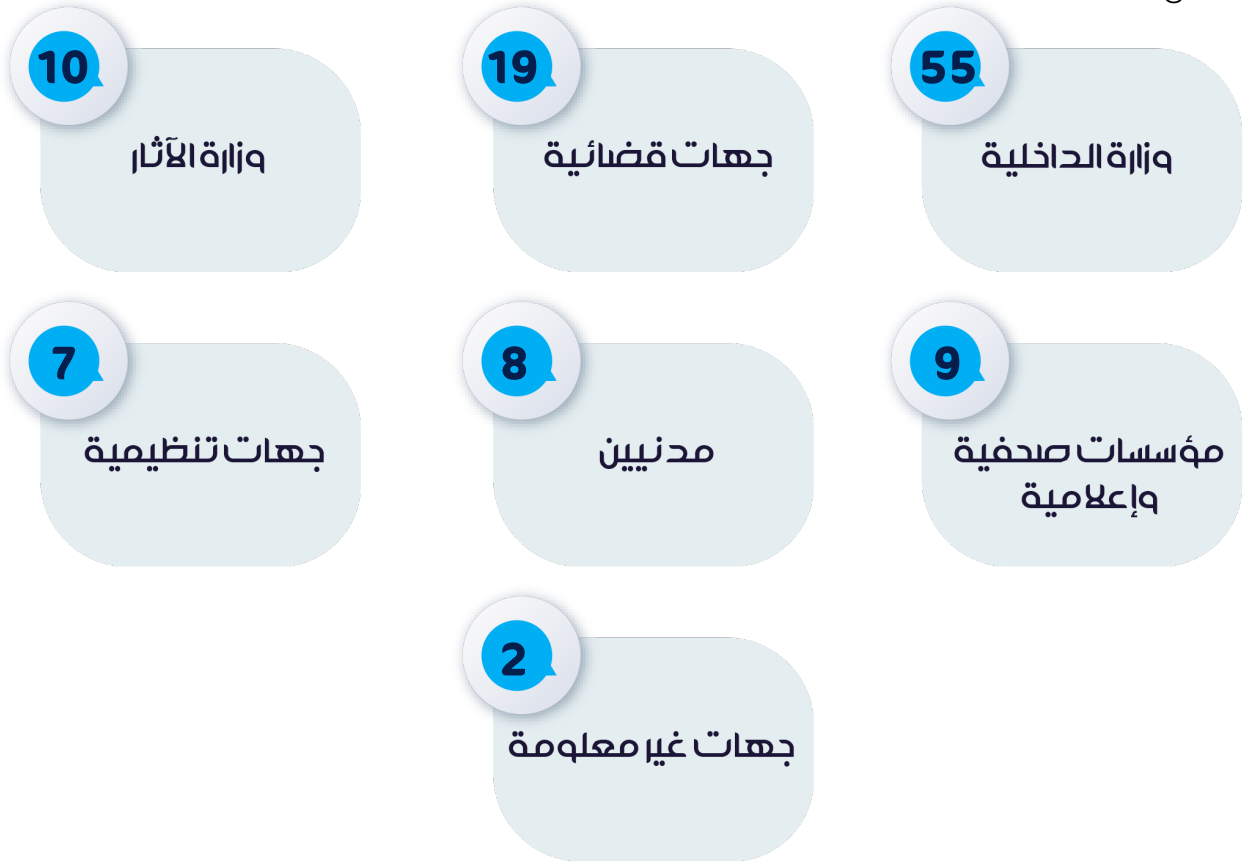 55
وزارة الداخلية
19
جهات قضائية
10
وزارة الآثار
9
مؤسسات صحفية
وإعلامية
8
مدنيين
7
جهات تنظيمية
2
جهات غير معلومة